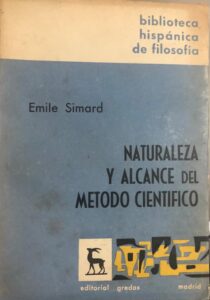 biblioteca
hispánica
de filosofía
Emile Simard
NATURALEZA
Y ALCANCE DEL
METODO CIENTIFICO
editorial gredos madrid